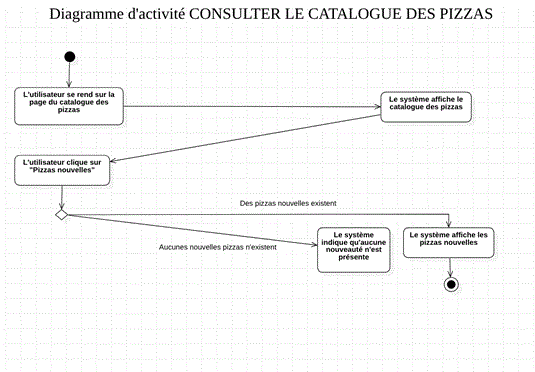 Diagramme d'activité CONSULTER LE CATALOGUE DES PIZZAS
L'utilisateur se rend sur la
page du catalogue des
pizzas
Le système affiche le
catalogue des pizzas
L'utilisateur clique sur
"Pizzas nouvelles"
Des pizzas nouvelles existent
Aucunes nouvelles pizzas n'existent
Le système
indique qu'aucune
nouveauté n'est
présente
Le système affiche les
pizzas nouvelles